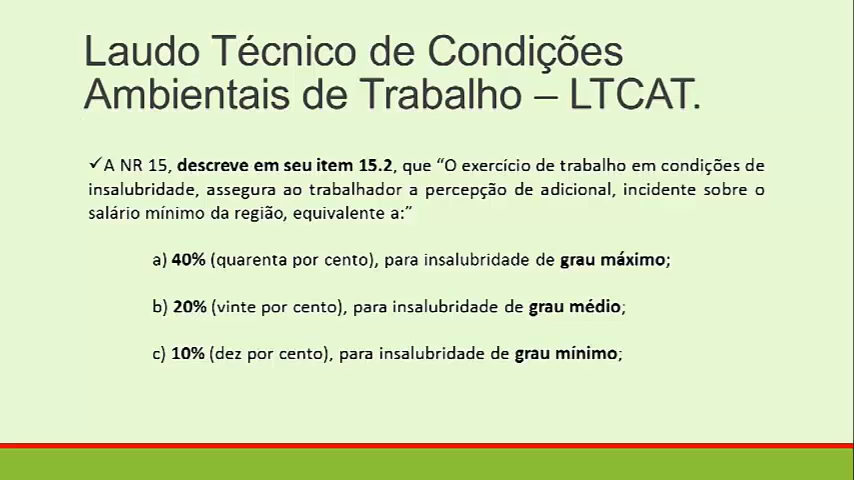 Laudo Técnico de Condições
Ambientais de Trabalho – LTCAT.
✓A NR 15, descreve em seu item 15.2, que “O exercício de trabalho em condições de
insalubridade, assegura ao trabalhador a percepção de adicional, incidente sobre o
salário mínimo da região, equivalente a:”
a) 40% (quarenta por cento), para insalubridade de grau máximo;
b) 20% (vinte por cento), para insalubridade de grau médio;
c) 10% (dez por cento), para insalubridade de grau mínimo;